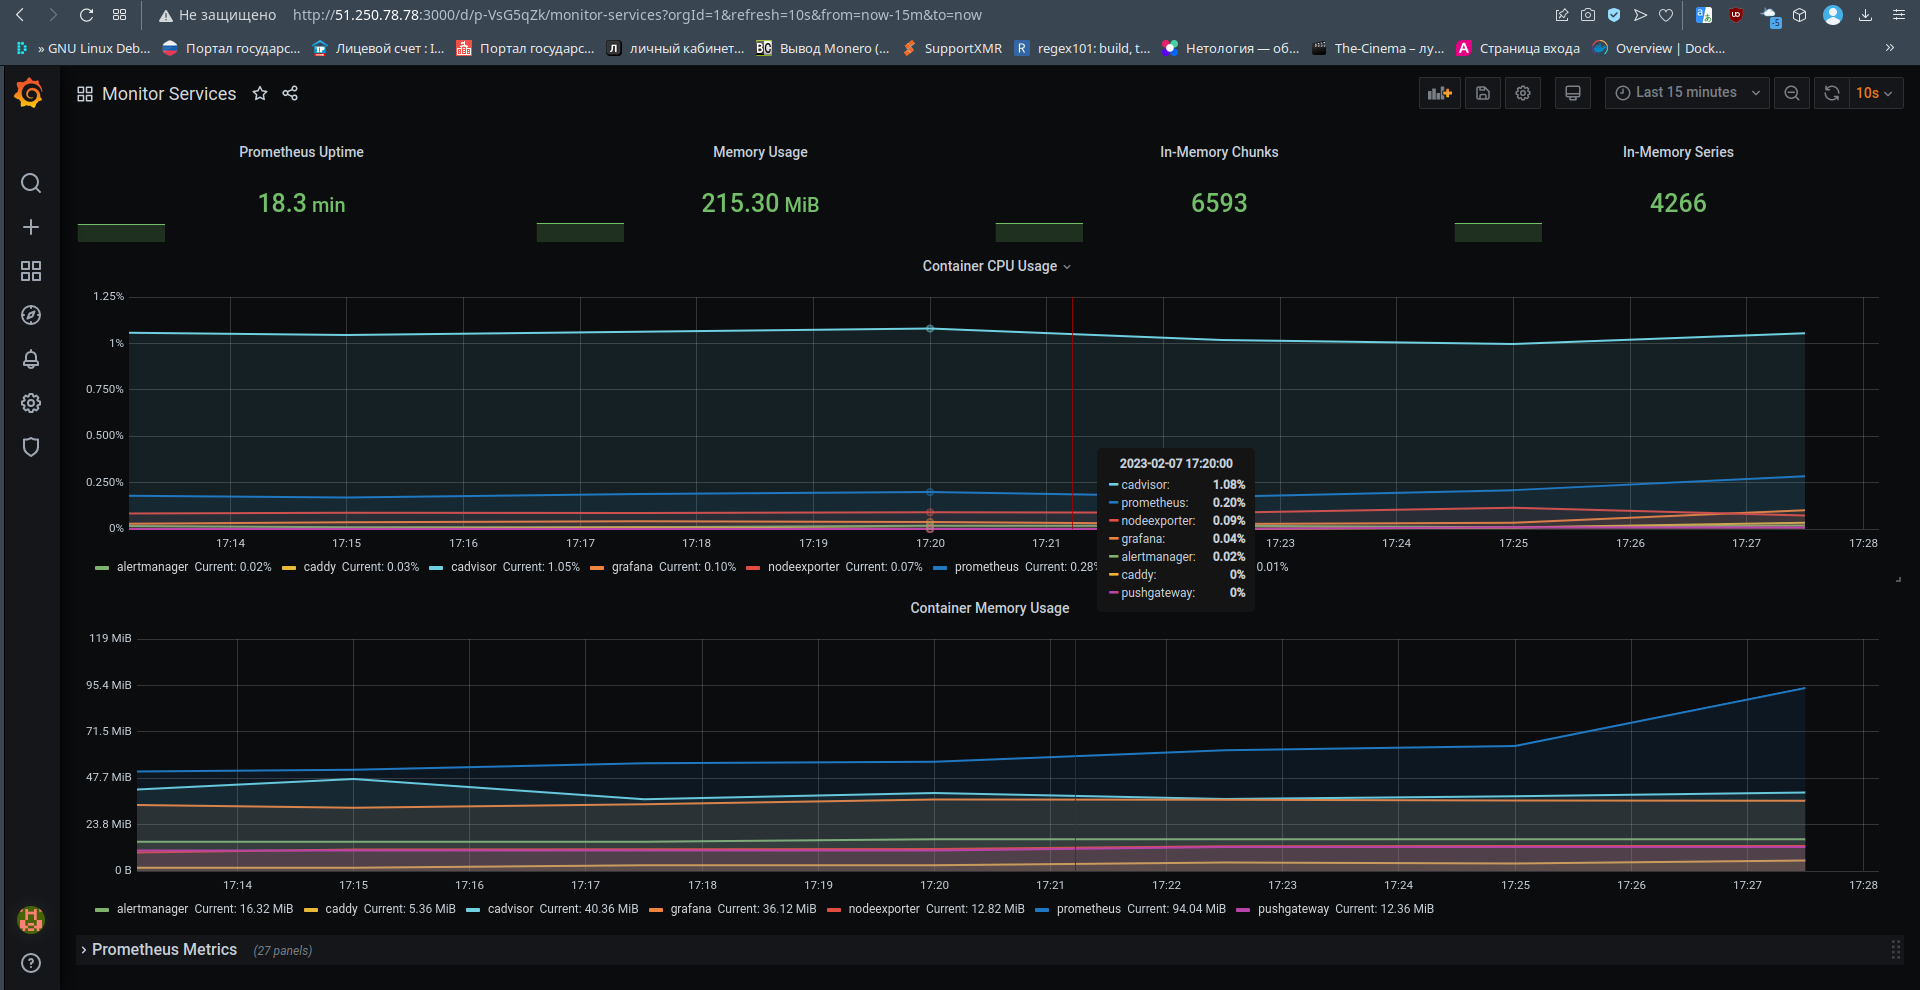 Не защищено http://51.250.78.78:3000/d/p-VsG5qZk/monitor-services?orgId=1&refresh=10s&from=now-15m&to=now
» GNU Linux Deb... Портал государс... Лицевой счет : I... Портал государс... личный кабинет... Вывод Monero (... SupportXMR regex101: build, t... Нетология — об... The-Cinema – лу... Страница входа Overview | Dock... »
Monitor Services
Last 15 minutes
10s
Prometheus Uptime
18.3 min
Memory Usage
215.30 MiB
In-Memory Chunks
6593
In-Memory Series
4266
Container CPU Usage
1.25%
1%
0.750%
0.500%
0.250%
0%
17:14 17:15 17:16 17:17 17:18 17:19 17:20 17:21 17:23 17:24 17:25 17:26 17:27 17:28
alertmanager Current: 0.02% caddy Current: 0.03% cadvisor Current: 1.05% grafana Current: 0.10% nodeexporter Current: 0.07% prometheus Current: 0.28% 0.01%
2023-02-07 17:20:00
cadvisor: 1.08%
prometheus: 0.20%
nodeexporter: 0.09%
grafana: 0.04%
alertmanager: 0.02%
caddy: 0%
pushgateway: 0%
Container Memory Usage
119 MiB
95.4 MiB
71.5 MiB
47.7 MiB
23.8 MiB
0 B
17:14 17:15 17:16 17:17 17:18 17:19 17:20 17:21 17:22 17:23 17:24 17:25 17:26 17:27 17:28
alertmanager Current: 16.32 MiB caddy Current: 5.36 MiB cadvisor Current: 40.36 MiB grafana Current: 36.12 MiB nodeexporter Current: 12.82 MiB prometheus Current: 94.04 MiB pushgateway Current: 12.36 MiB
Prometheus Metrics (27 panels)